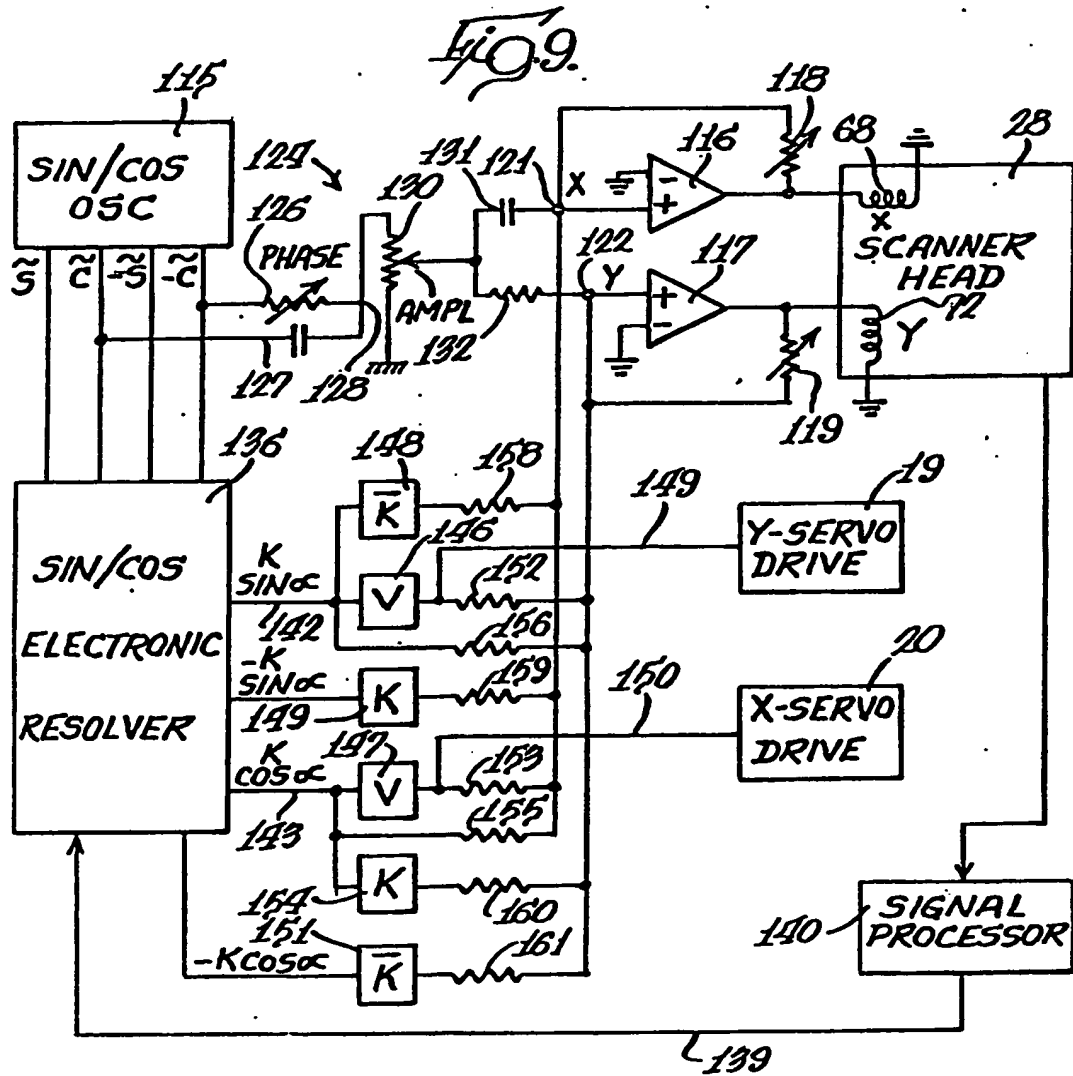 Fig. 9.
115
SIN/COS
OSC
S̃
C̃
-S̃
-C̃
124
126
PHASE
127
128
130
AMPL
131
121
X
132
122
Y
116
117
118
119
68
X
28
SCANNER
HEAD
72
Y
136
SIN/COS
ELECTRONIC
RESOLVER
K
SIN∝
142
-K
SIN∝
149
K
COS∝
143
-KCOS∝
148
K̅
146
V
K
147
V
154
K
151
K̅
158
152
156
159
153
155
160
161
149
150
19
Y-SERVO
DRIVE
20
X-SERVO
DRIVE
140
SIGNAL
PROCESSOR
139